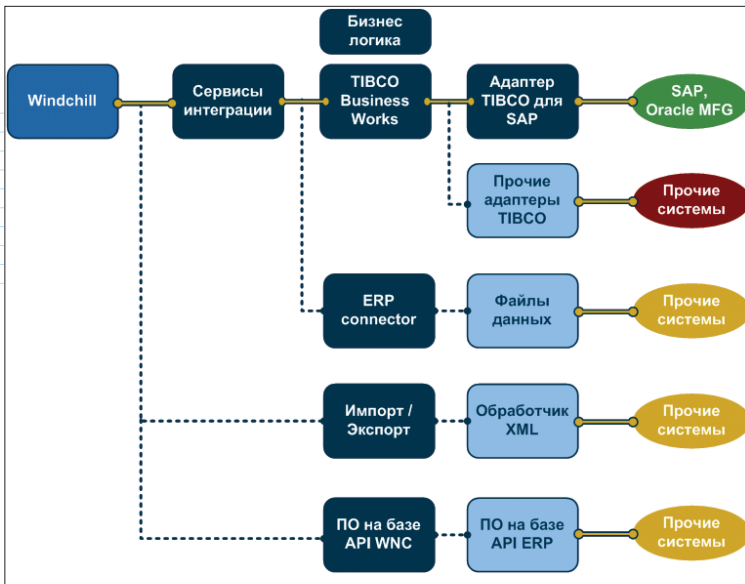 Бизнес
логика
Windchill
Сервисы
интеграции
TIBCO
Business
Works
Адаптер
TIBCO для
SAP
SAP,
Oracle MFG
Прочие
адаптеры
TIBCO
Прочие
системы
ERP
connector
Файлы
данных
Прочие
системы
Импорт /
Экспорт
Обработчик
XML
Прочие
системы
ПО на базе
API WNC
ПО на базе
API ERP
Прочие
системы